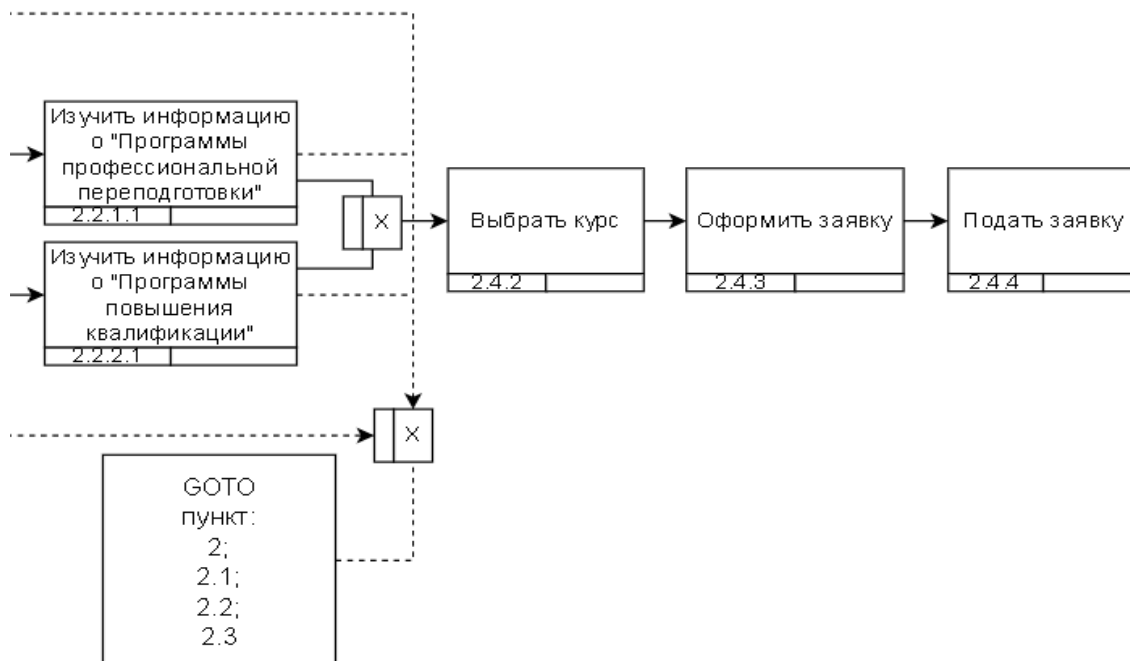 Изучить информацию
о "Программы
профессиональной
переподготовки"
2.2.1.1
Изучить информацию
о "Программы
повышения
квалификации"
2.2.2.1
X
Выбрать курс
2.4.2
Оформить заявку
2.4.3
Подать заявку
2.4.4
X
GOTO
пункт:
2;
2.1;
2.2;
2.3